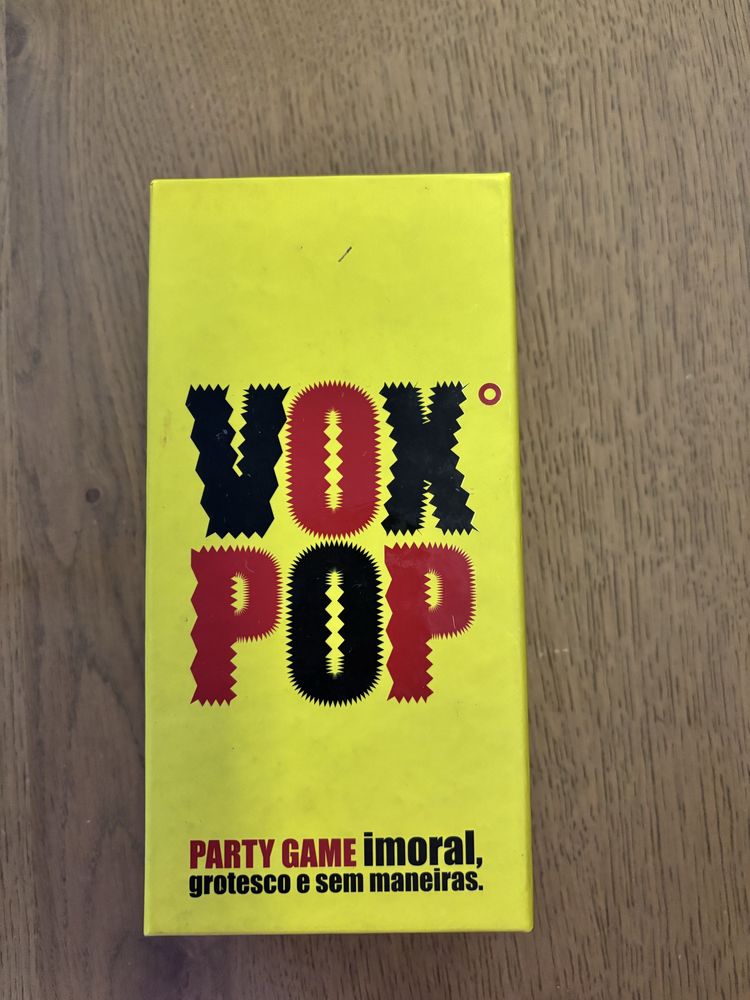 VOX
POP
PARTY GAME imoral,
grotesco e sem maneiras.